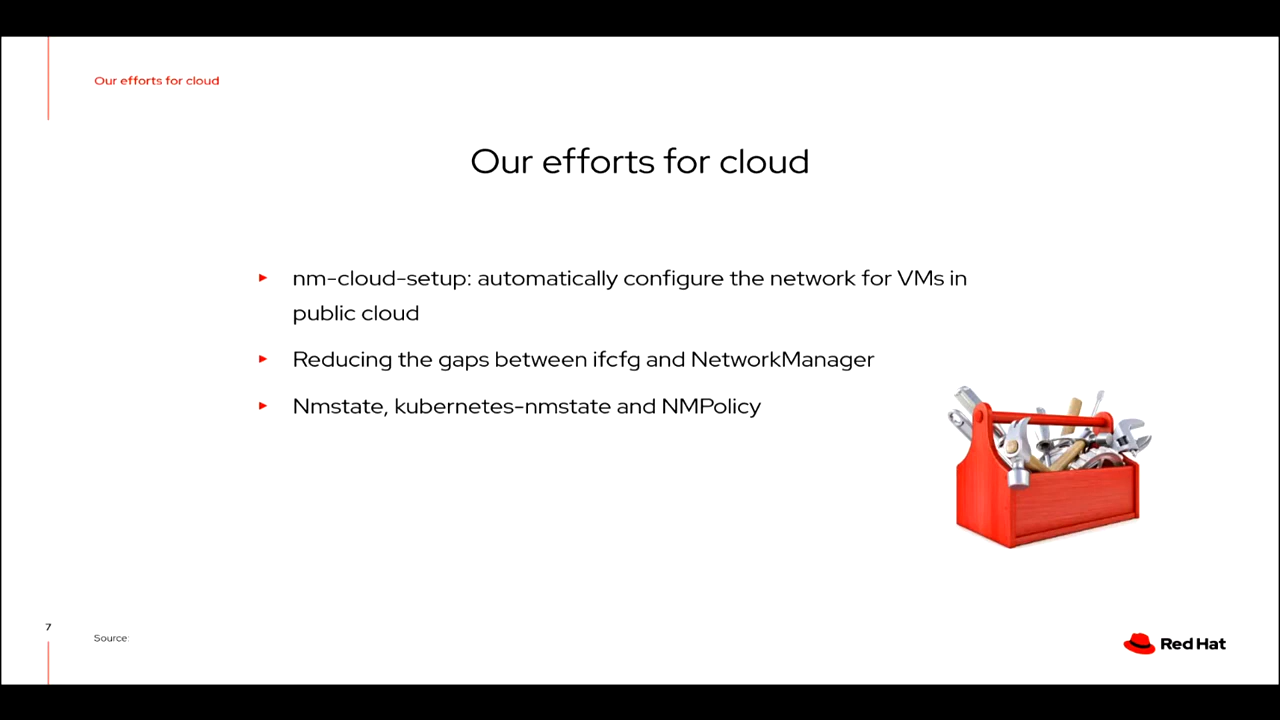 Our efforts for cloud
Our efforts for cloud
nm-cloud-setup: automatically configure the network for VMs in
public cloud
Reducing the gaps between ifcfg and NetworkManager
Nmstate, kubernetes-nmstate and NMPolicy
7
Source:
Red Hat